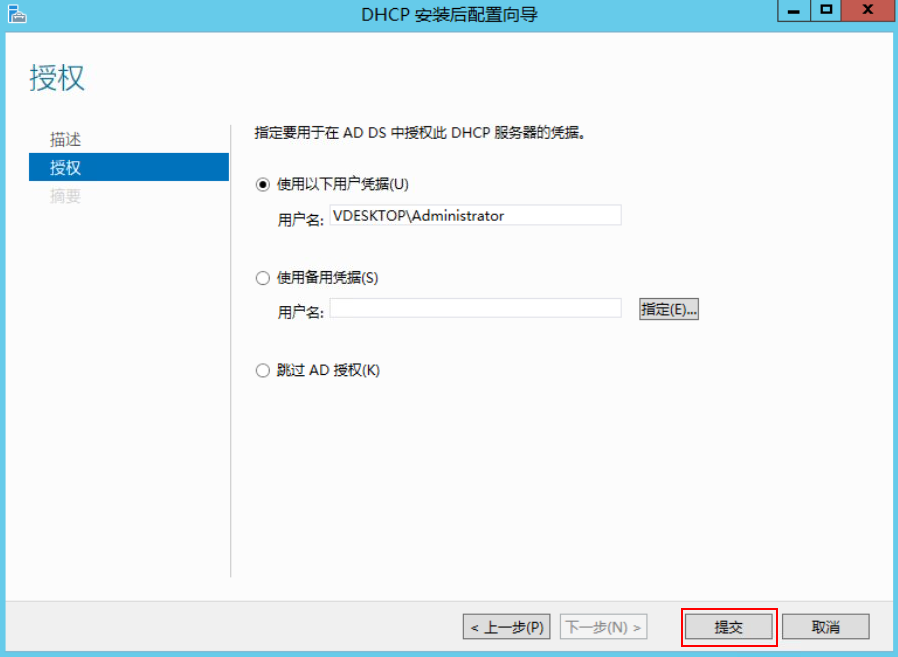 DHCP 安装后配置向导
授权
描述
授权
摘要
指定要用于在 AD DS 中授权此 DHCP 服务器的凭据。
使用以下用户凭据(U)
用户名: VDESKTOP\Administrator
使用备用凭据(S)
用户名:
指定(E)...
跳过 AD 授权(K)
< 上一步(P) 下一步(N) > 提交 取消